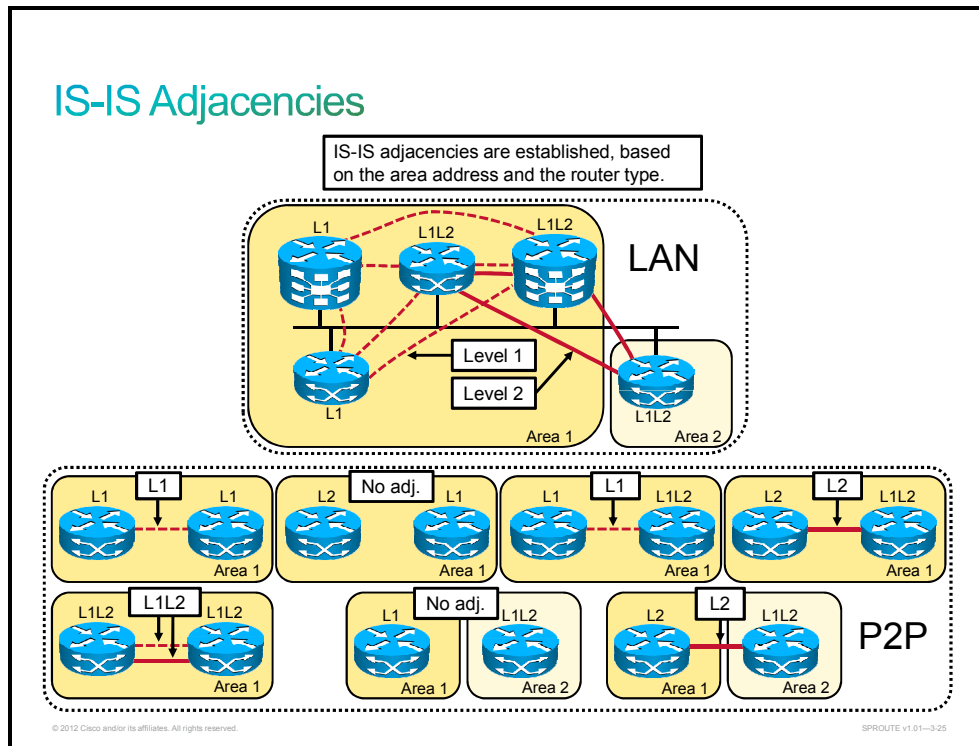 IS-IS Adjacencies
IS-IS adjacencies are established, based
on the area address and the router type.
L1
L1L2
L1L2
LAN
Level 1
Level 2
L1
L1L2
Area 1
Area 2
L1
No adj.
L1
L2
L1
L1
L2
L1
L1
L1L2
L2
L1L2
Area 1
Area 1
Area 1
Area 1
L1L2
L1L2
L1L2
No adj.
L1
L1L2
L2
L2
L1L2
P2P
Area 1
Area 1
Area 2
Area 1
Area 2
© 2012 Cisco and/or its affiliates. All rights reserved.
SPROUTE v1.01—3-25